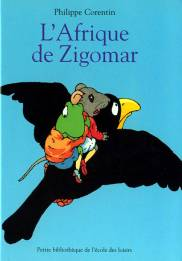 Philippe Corentin
L'Afrique
de Zigomar
Petite bibliothèque de l'école des loisirs